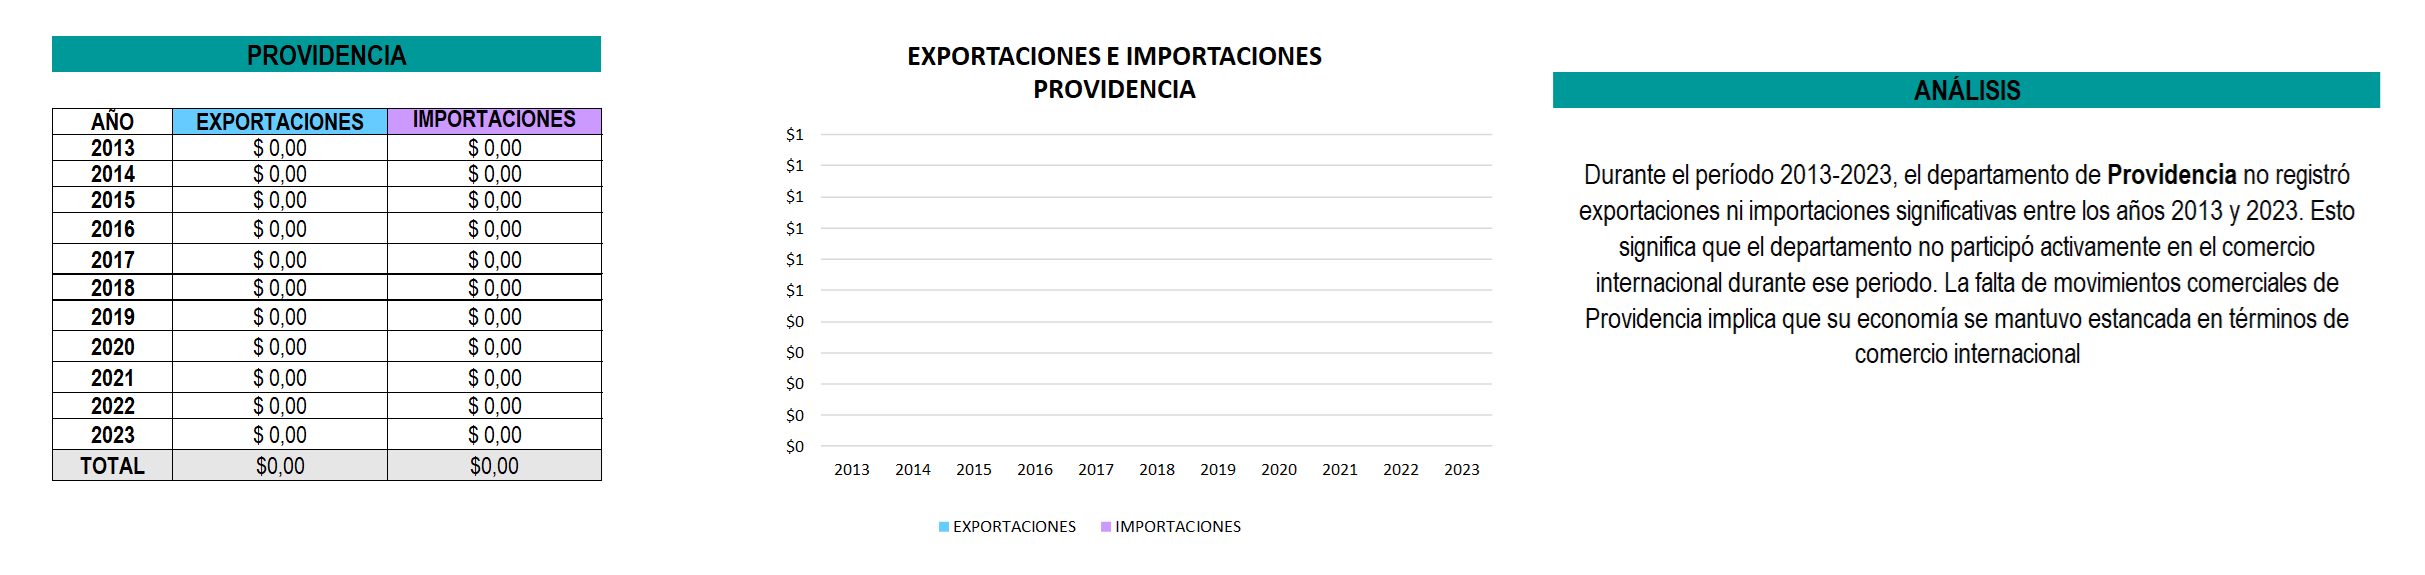 PROVIDENCIA
AÑO EXPORTACIONES IMPORTACIONES
2013 $ 0,00 $ 0,00
2014 $ 0,00 $ 0,00
2015 $ 0,00 $ 0,00
2016 $ 0,00 $ 0,00
2017 $ 0,00 $ 0,00
2018 $ 0,00 $ 0,00
2019 $ 0,00 $ 0,00
2020 $ 0,00 $ 0,00
2021 $ 0,00 $ 0,00
2022 $ 0,00 $ 0,00
2023 $ 0,00 $ 0,00
TOTAL $0,00 $0,00
EXPORTACIONES E IMPORTACIONES
PROVIDENCIA
$1
$1
$1
$1
$1
$1
$0
$0
$0
$0
$0
2013 2014 2015 2016 2017 2018 2019 2020 2021 2022 2023
EXPORTACIONES IMPORTACIONES
ANÁLISIS
Durante el período 2013-2023, el departamento de Providencia no registró
exportaciones ni importaciones significativas entre los años 2013 y 2023. Esto
significa que el departamento no participó activamente en el comercio
internacional durante ese periodo. La falta de movimientos comerciales de
Providencia implica que su economía se mantuvo estancada en términos de
comercio internacional